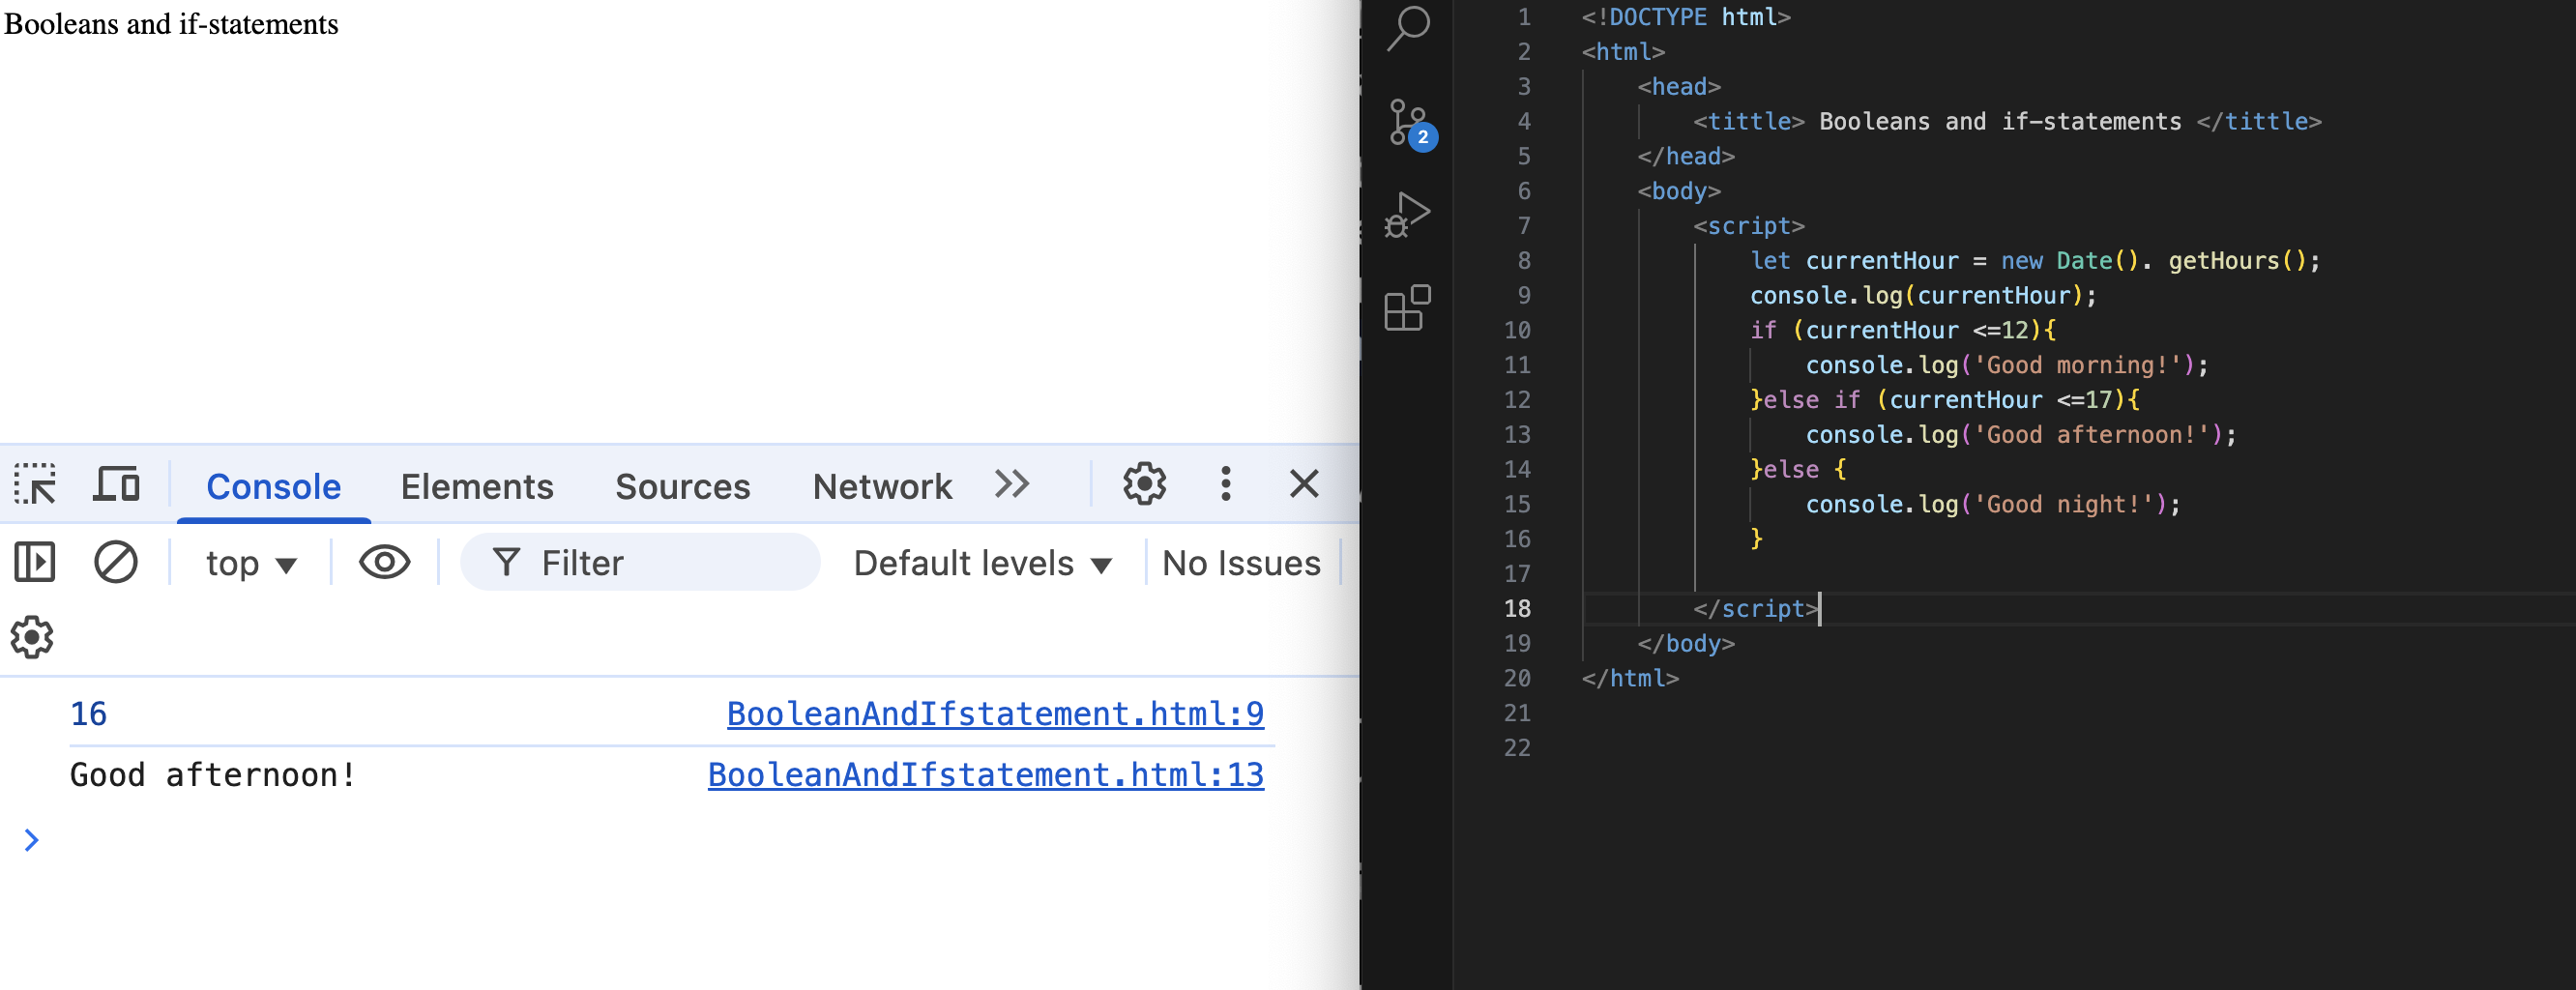 Booleans and if-statements
Console Elements Sources Network
top Filter Default levels No Issues
16 BooleanAndIfstatement.html:9
Good afternoon! BooleanAndIfstatement.html:13
2
1 <!DOCTYPE html>
2 <html>
3 <head>
4 <tittle> Booleans and if-statements </tittle>
5 </head>
6 <body>
7 <script>
8 let currentHour = new Date(). getHours();
9 console.log(currentHour);
10 if (currentHour <=12){
11 console.log('Good morning!');
12 }else if (currentHour <=17){
13 console.log('Good afternoon!');
14 }else {
15 console.log('Good night!');
16 }
17
18 </script>
19 </body>
20 </html>
21
22